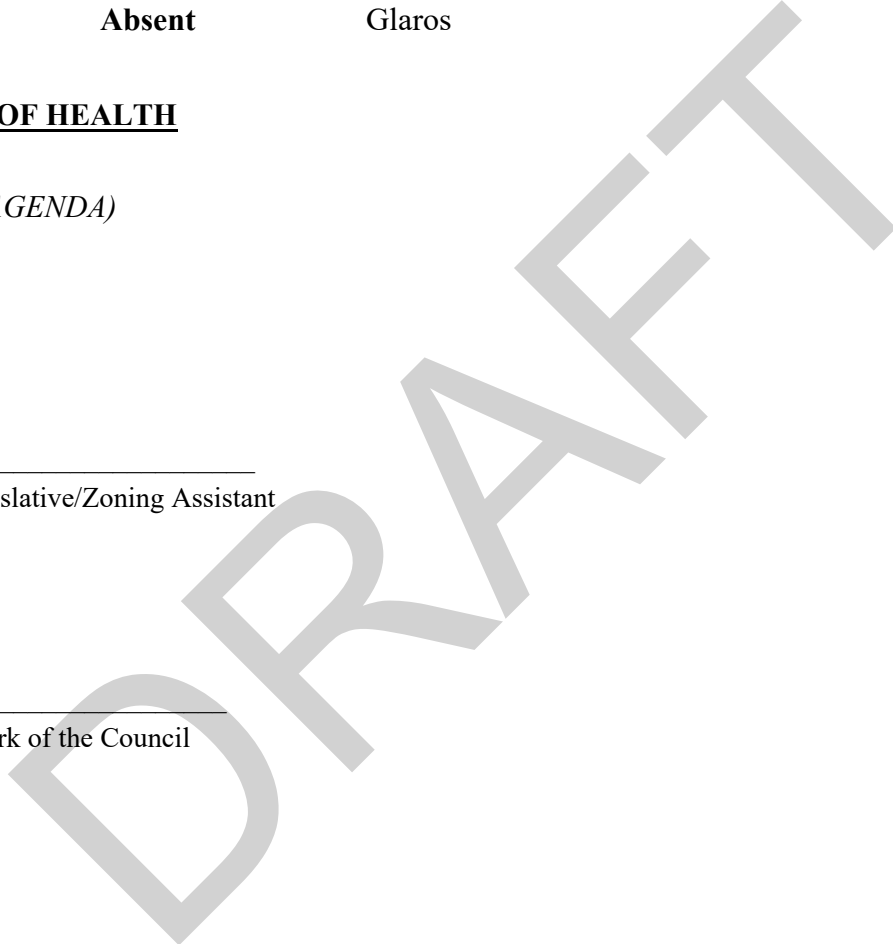 Absent Glaros
OF HEALTH
GENDA)
slative/Zoning Assistant
rk of the Council
DRAFT